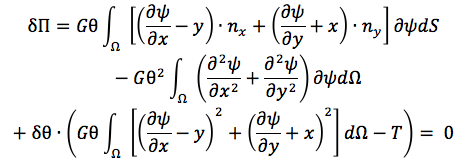 δΠ = Gθ ∫_Ω [(∂ψ/∂x − y) · n_x + (∂ψ/∂y + x) · n_y] ∂ψdS
− Gθ² ∫_Ω (∂²ψ/∂x² + ∂²ψ/∂y²) ∂ψdΩ
+ δθ · (Gθ ∫_Ω [(∂ψ/∂x − y)² + (∂ψ/∂y + x)²] dΩ − T) = 0